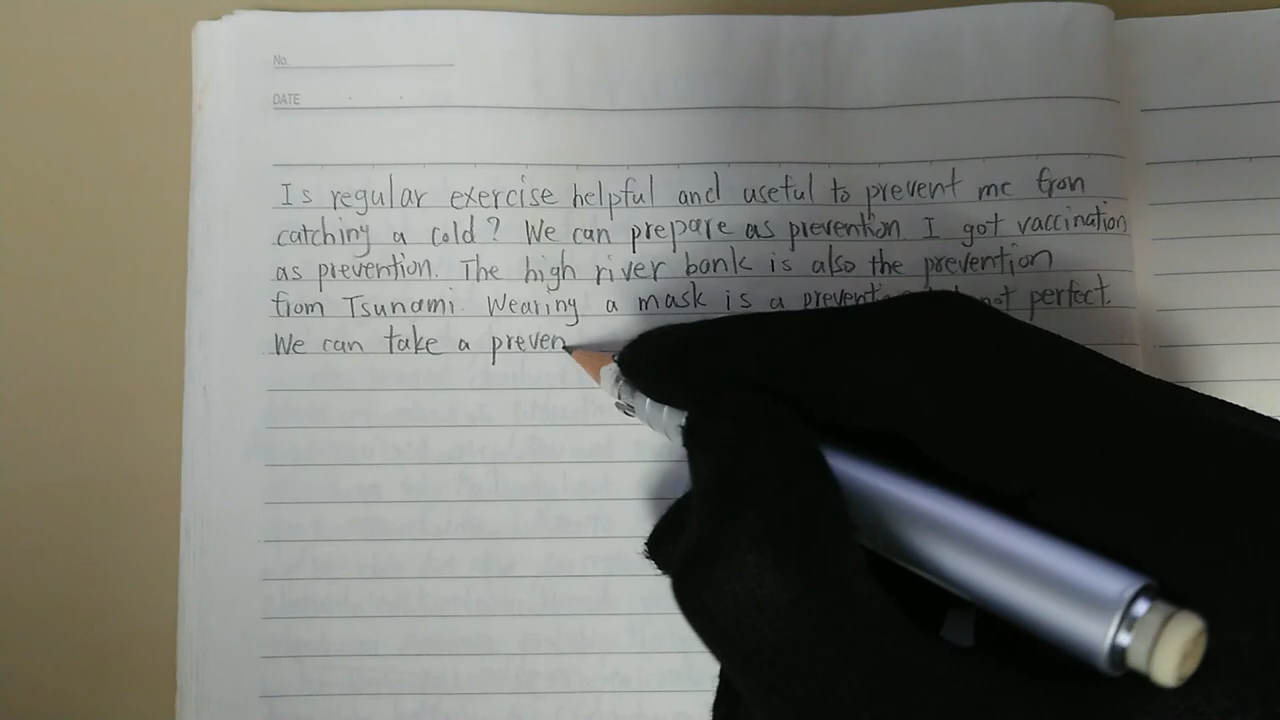 No.
DATE
Is regular exercise helpful and useful to prevent me from
catching a cold? We can prepare as prevention. I got vaccination
as prevention. The high river bank is also the prevention
from Tsunami. Wearing a mask is a not perfect.
We can take a preven